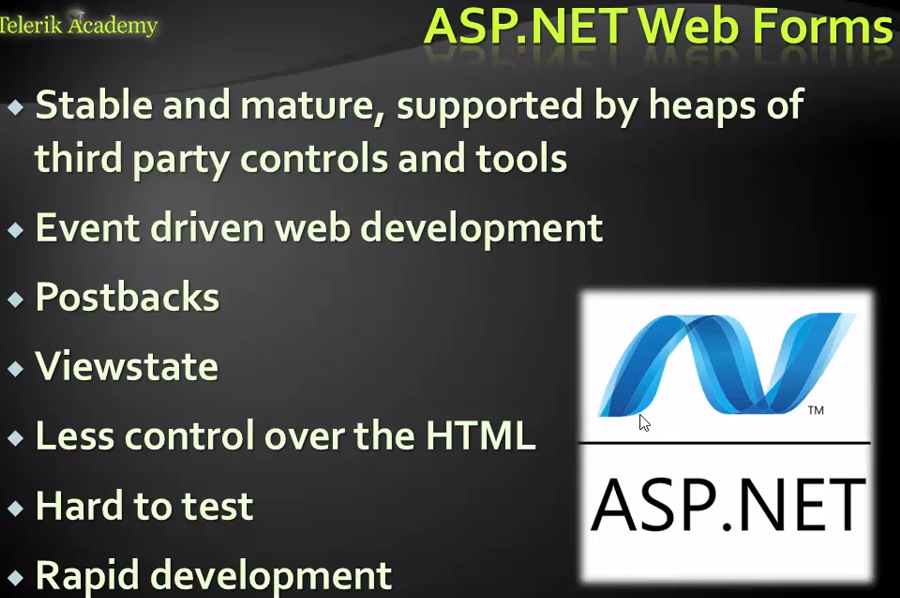 Telerik Academy
ASP.NET Web Forms
Stable and mature, supported by heaps of
third party controls and tools
Event driven web development
Postbacks
Viewstate
Less control over the HTML
Hard to test
Rapid development
TM
ASP.NET